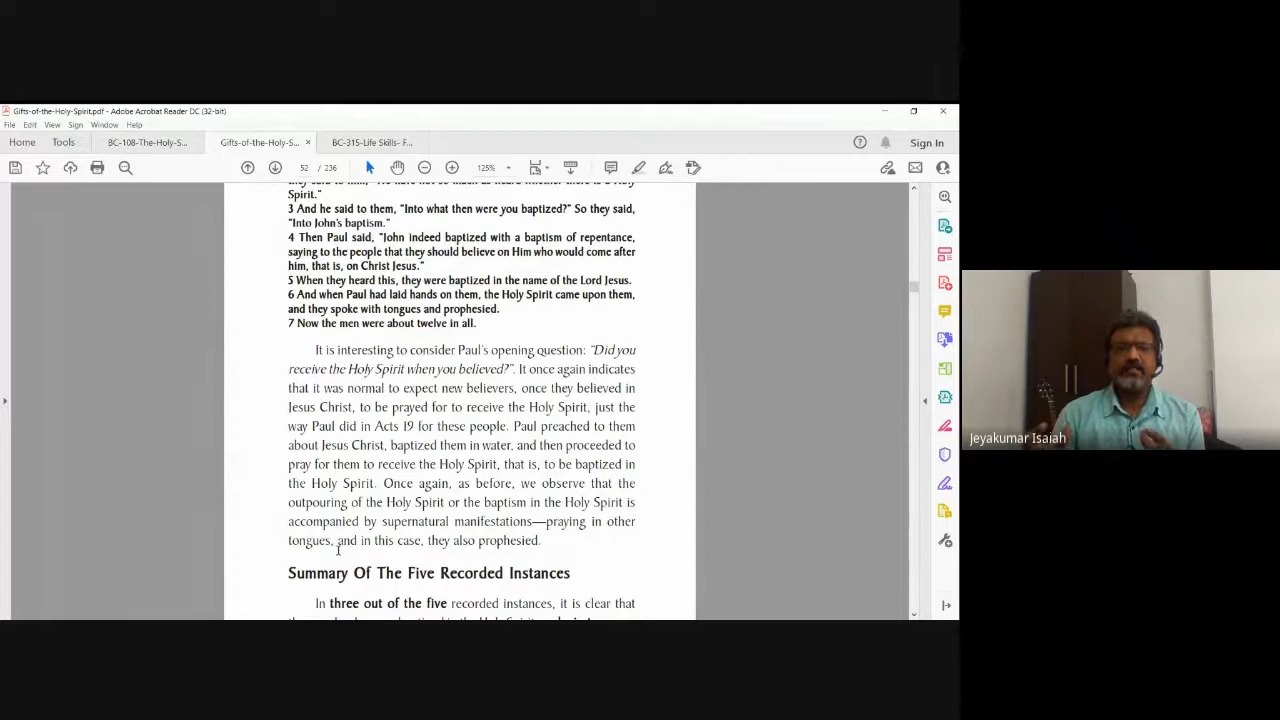 Gifts-of-the-Holy-Spirit.pdf - Adobe Acrobat Reader DC (32-bit)
File Edit View Sign Window Help
Home Tools BC-108-The-Holy-S... Gifts-of-the-Holy-S... × BC-315-Life Skills- F... Sign In
52 / 236 125%
Spirit."
3 And he said to them, "Into what then were you baptized?" So they said,
"Into John's baptism."
4 Then Paul said, "John indeed baptized with a baptism of repentance,
saying to the people that they should believe on Him who would come after
him, that is, on Christ Jesus."
5 When they heard this, they were baptized in the name of the Lord Jesus.
6 And when Paul had laid hands on them, the Holy Spirit came upon them,
and they spoke with tongues and prophesied.
7 Now the men were about twelve in all.
It is interesting to consider Paul's opening question: "Did you
receive the Holy Spirit when you believed?". It once again indicates
that it was normal to expect new believers, once they believed in
Jesus Christ, to be prayed for to receive the Holy Spirit, just the
way Paul did in Acts 19 for these people. Paul preached to them
about Jesus Christ, baptized them in water, and then proceeded to
pray for them to receive the Holy Spirit, that is, to be baptized in
the Holy Spirit. Once again, as before, we observe that the
outpouring of the Holy Spirit or the baptism in the Holy Spirit is
accompanied by supernatural manifestations—praying in other
tongues, and in this case, they also prophesied.
Summary Of The Five Recorded Instances
In three out of the five recorded instances, it is clear that
Jeyakumar Isaiah